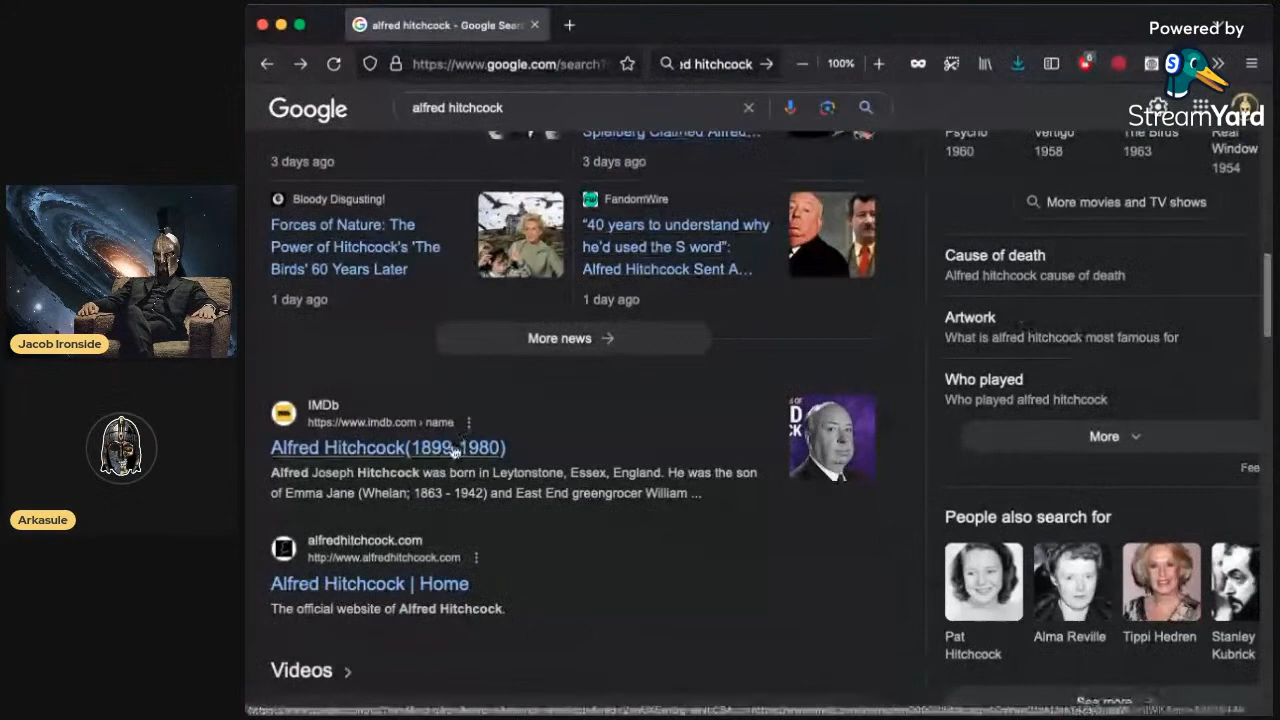 alfred hitchcock - Google Sear
https://www.google.com/search?
ed hitchcock
100%
6
Powered by
StreamYard
Google
alfred hitchcock
Spielberg Claimed Alfred,...
3 days ago
3 days ago
Bloody Disgusting!
Forces of Nature: The
Power of Hitchcock's 'The
Birds' 60 Years Later
1 day ago
FandomWire
"40 years to understand why
he'd used the S word":
Alfred Hitchcock Sent A...
1 day ago
More news
IMDb
https://www.imdb.com › name
Alfred Hitchcock(1899-1980)
Alfred Joseph Hitchcock was born in Leytonstone, Essex, England. He was the son
of Emma Jane (Whelan; 1863 - 1942) and East End greengrocer William ...
alfredhitchcock.com
http://www.alfredhitchcock.com
Alfred Hitchcock | Home
The official website of Alfred Hitchcock.
Videos
Psycho
1960
Vertigo
1958
The Birds
1963
Rear
Window
1954
More movies and TV shows
Cause of death
Alfred hitchcock cause of death
Artwork
What is alfred hitchcock most famous for
Who played
Who played alfred hitchcock
More
Fee
People also search for
Pat
Hitchcock
Alma Reville
Tippi Hedren
Stanley
Kubrick
See more
Jacob Ironside
Arkasule